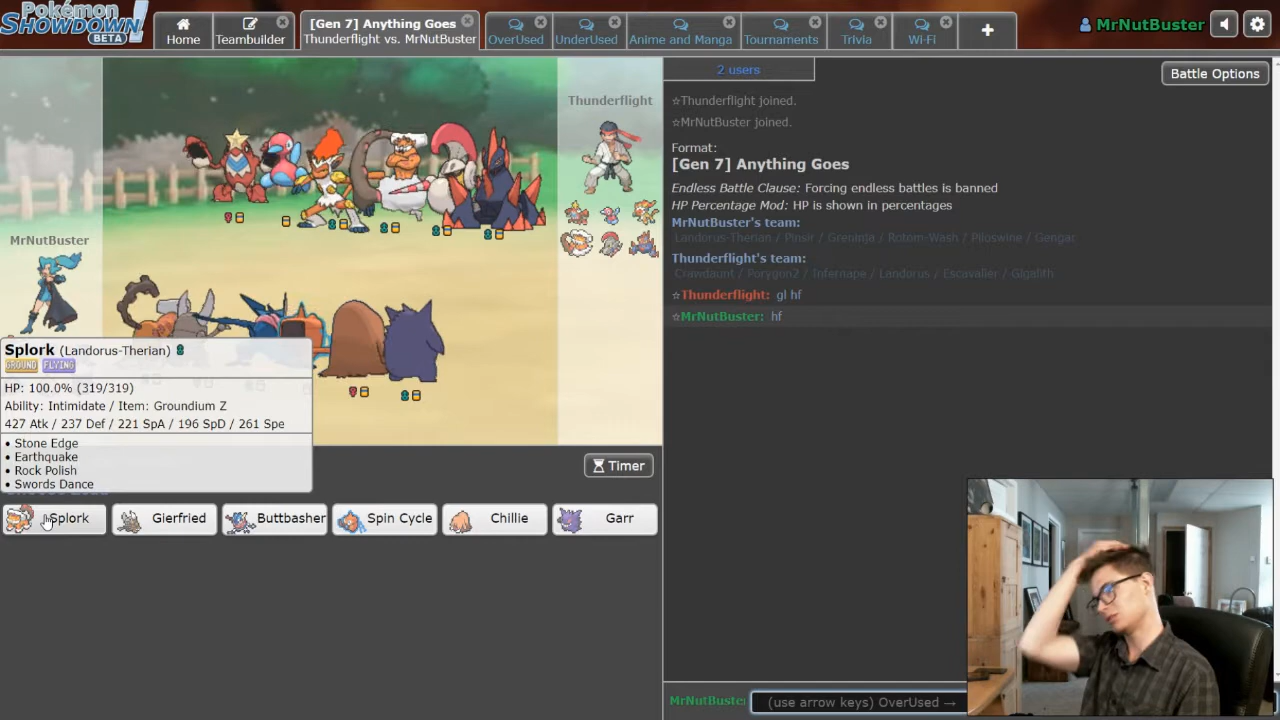 Pokémon
SHOWDOWN!
BETA
Home
Teambuilder
[Gen 7] Anything Goes
Thunderflight vs. MrNutBuster
OverUsed
UnderUsed
Anime and Manga
Tournaments
Trivia
Wi-Fi
MrNutBuster
2 users
Battle Options
Thunderflight
MrNutBuster
☆Thunderflight joined.
☆MrNutBuster joined.
Format:
[Gen 7] Anything Goes
Endless Battle Clause: Forcing endless battles is banned
HP Percentage Mod: HP is shown in percentages
MrNutBuster's team:
Landorus-Therian / Pinsir / Greninja / Rotom-Wash / Piloswine / Gengar
Thunderflight's team:
Crawdaunt / Porygon2 / Infernape / Landorus / Escavalier / Gigalith
☆Thunderflight: gl hf
☆MrNutBuster: hf
Splork (Landorus-Therian)
GROUND FLYING
HP: 100.0% (319/319)
Ability: Intimidate / Item: Groundium Z
427 Atk / 237 Def / 221 SpA / 196 SpD / 261 Spe
• Stone Edge
• Earthquake
• Rock Polish
• Swords Dance
Timer
Splork
Gierfried
Buttbasher
Spin Cycle
Chillie
Garr
(use arrow keys) OverUsed →